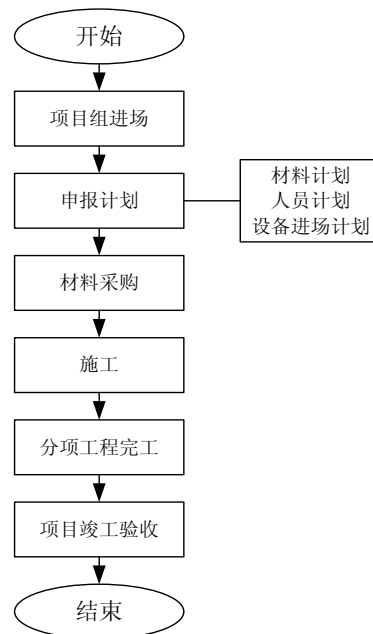 开始
项目组进场
申报计划
材料计划
人员计划
设备进场计划
材料采购
施工
分项工程完工
项目竣工验收
结束